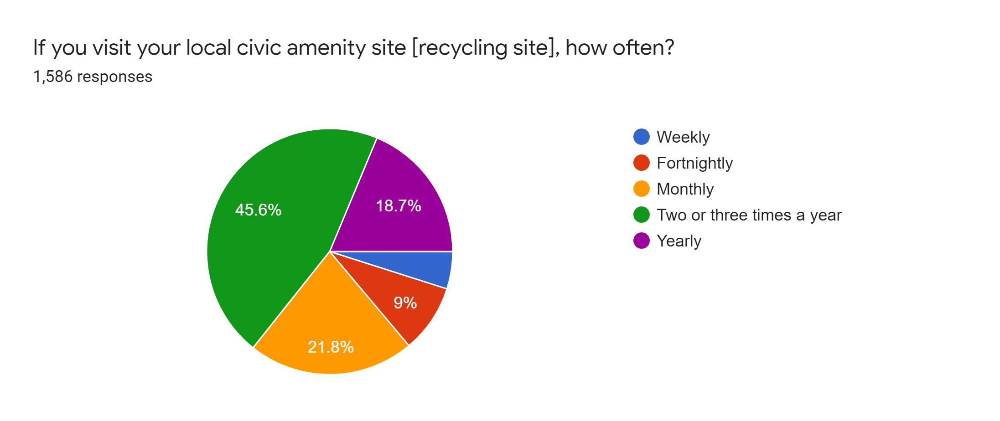 If you visit your local civic amenity site [recycling site], how often?
1,586 responses
45.6%
18.7%
9%
21.8%
Weekly
Fortnightly
Monthly
Two or three times a year
Yearly